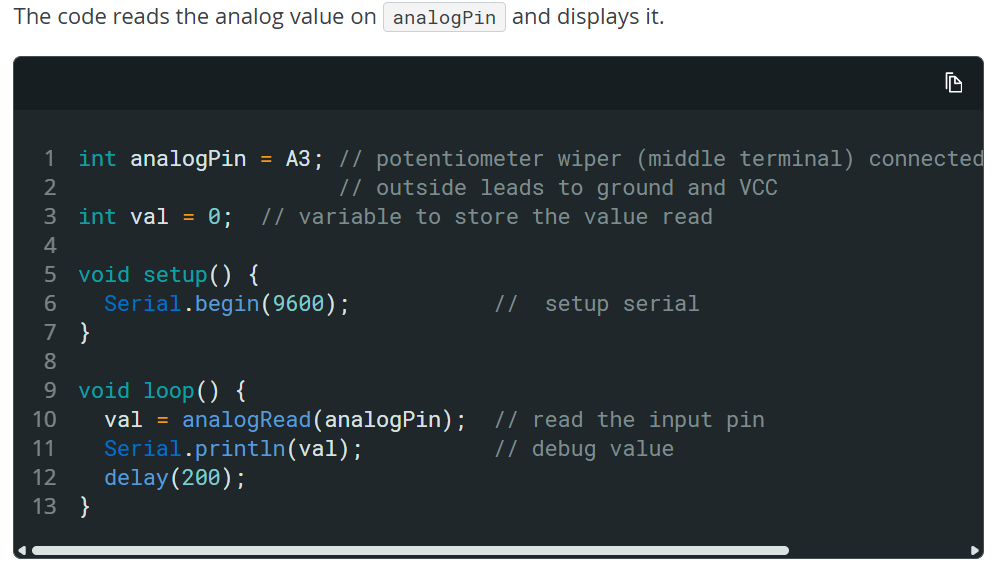 The code reads the analog value on analogPin and displays it.
1 int analogPin = A3; // potentiometer wiper (middle terminal) connected
2 // outside leads to ground and VCC
3 int val = 0; // variable to store the value read
4
5 void setup() {
6 Serial.begin(9600); //  setup serial
7 }
8
9 void loop() {
10 val = analogRead(analogPin); // read the input pin
11 Serial.println(val); // debug value
12 delay(200);
13 }